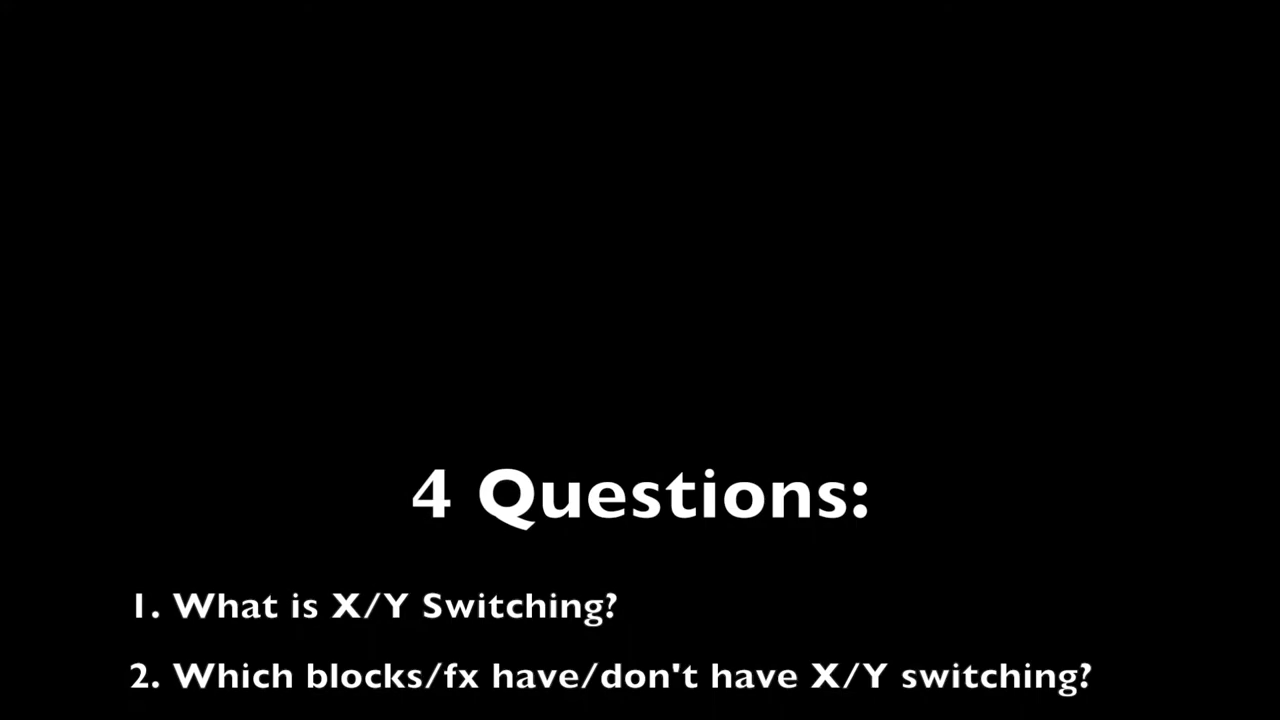 4 Questions:
1. What is X/Y Switching?
2. Which blocks/fx have/don't have X/Y switching?